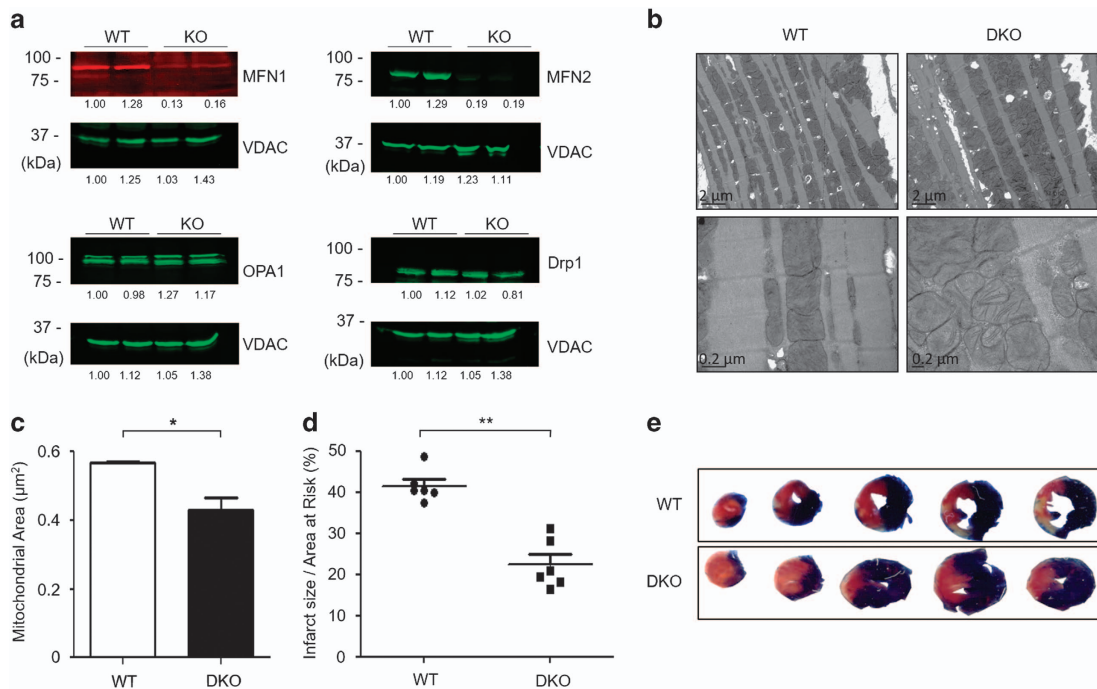 a
WT KO
100 -
75 -
MFN1
1.00 1.28 0.13 0.16
37 -
(kDa)
VDAC
1.00 1.25 1.03 1.43
WT KO
100 -
75 -
MFN2
1.00 1.29 0.19 0.19
37 -
(kDa)
VDAC
1.00 1.19 1.23 1.11
WT KO
100 -
75 -
OPA1
1.00 0.98 1.27 1.17
37 -
(kDa)
VDAC
1.00 1.12 1.05 1.38
WT KO
100 -
75 -
Drp1
1.00 1.12 1.02 0.81
37 -
(kDa)
VDAC
1.00 1.12 1.05 1.38
b
WT DKO
2 μm
2 μm
0.2 μm
0.2 μm
c
*
Mitochondrial Area (μm²)
0.6
0.4
0.2
0
WT DKO
d
**
Infarct size / Area at Risk (%)
50
40
30
20
10
0
WT DKO
e
WT
DKO